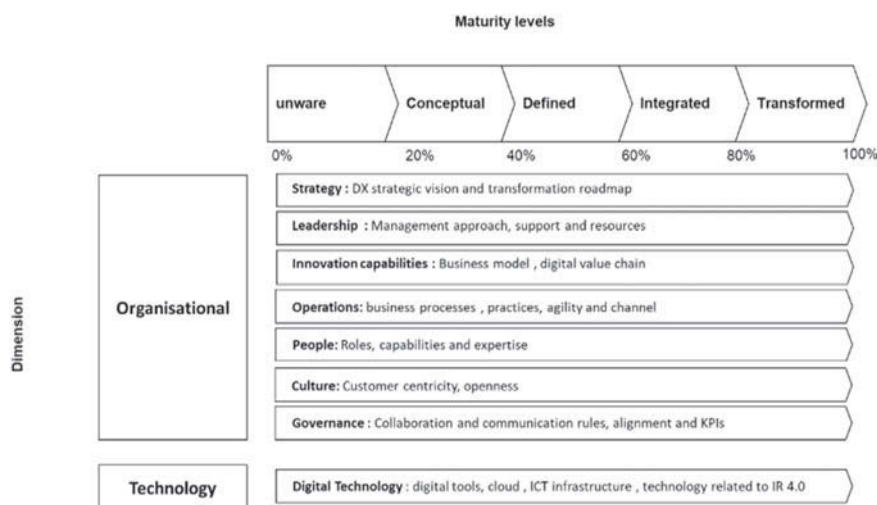 Maturity levels
unware Conceptual Defined Integrated Transformed
0% 20% 40% 60% 80% 100%
Strategy : DX strategic vision and transformation roadmap
Leadership : Management approach, support and resources
Innovation capabilities : Business model , digital value chain
Operations: business processes , practices, agility and channel
People: Roles, capabilities and expertise
Culture: Customer centricity, openness
Governance : Collaboration and communication rules, alignment and KPIs
Organisational
Dimension
Technology
Digital Technology : digital tools, cloud , ICT infrastructure , technology related to IR 4.0